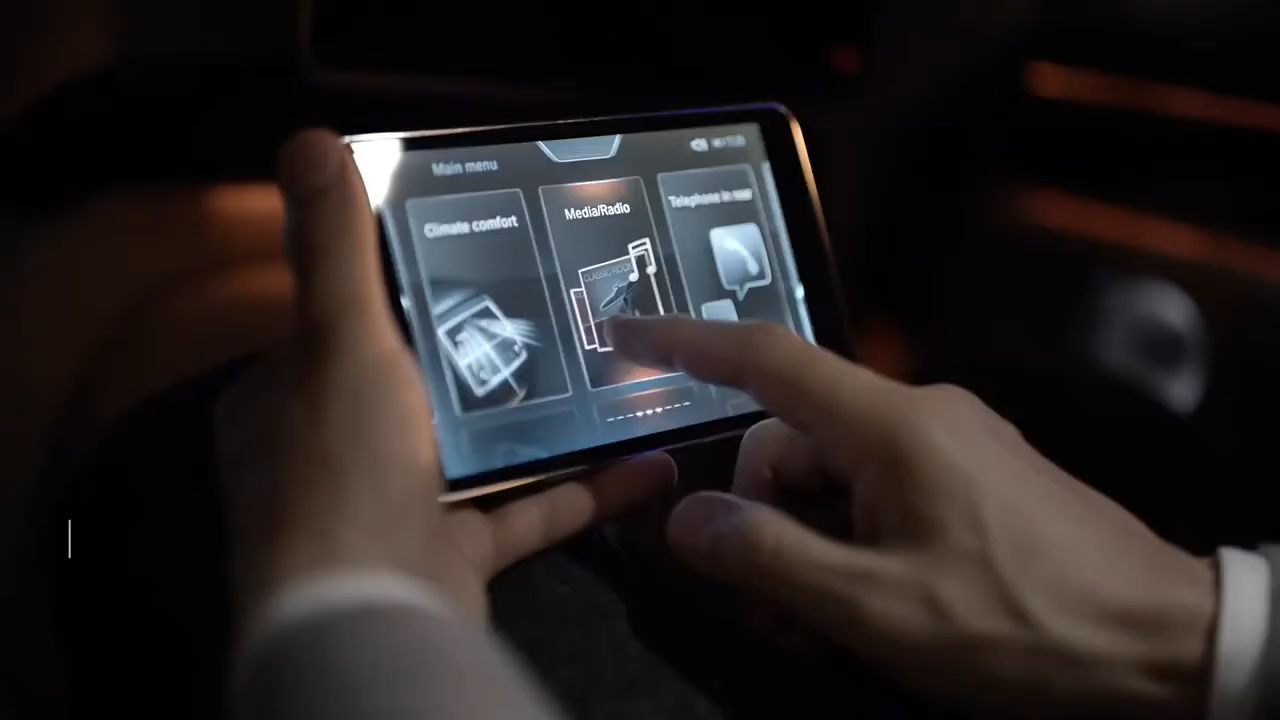 Main menu
Climate comfort
Media/Radio
Telephone in rear
CLASSIC ROCK